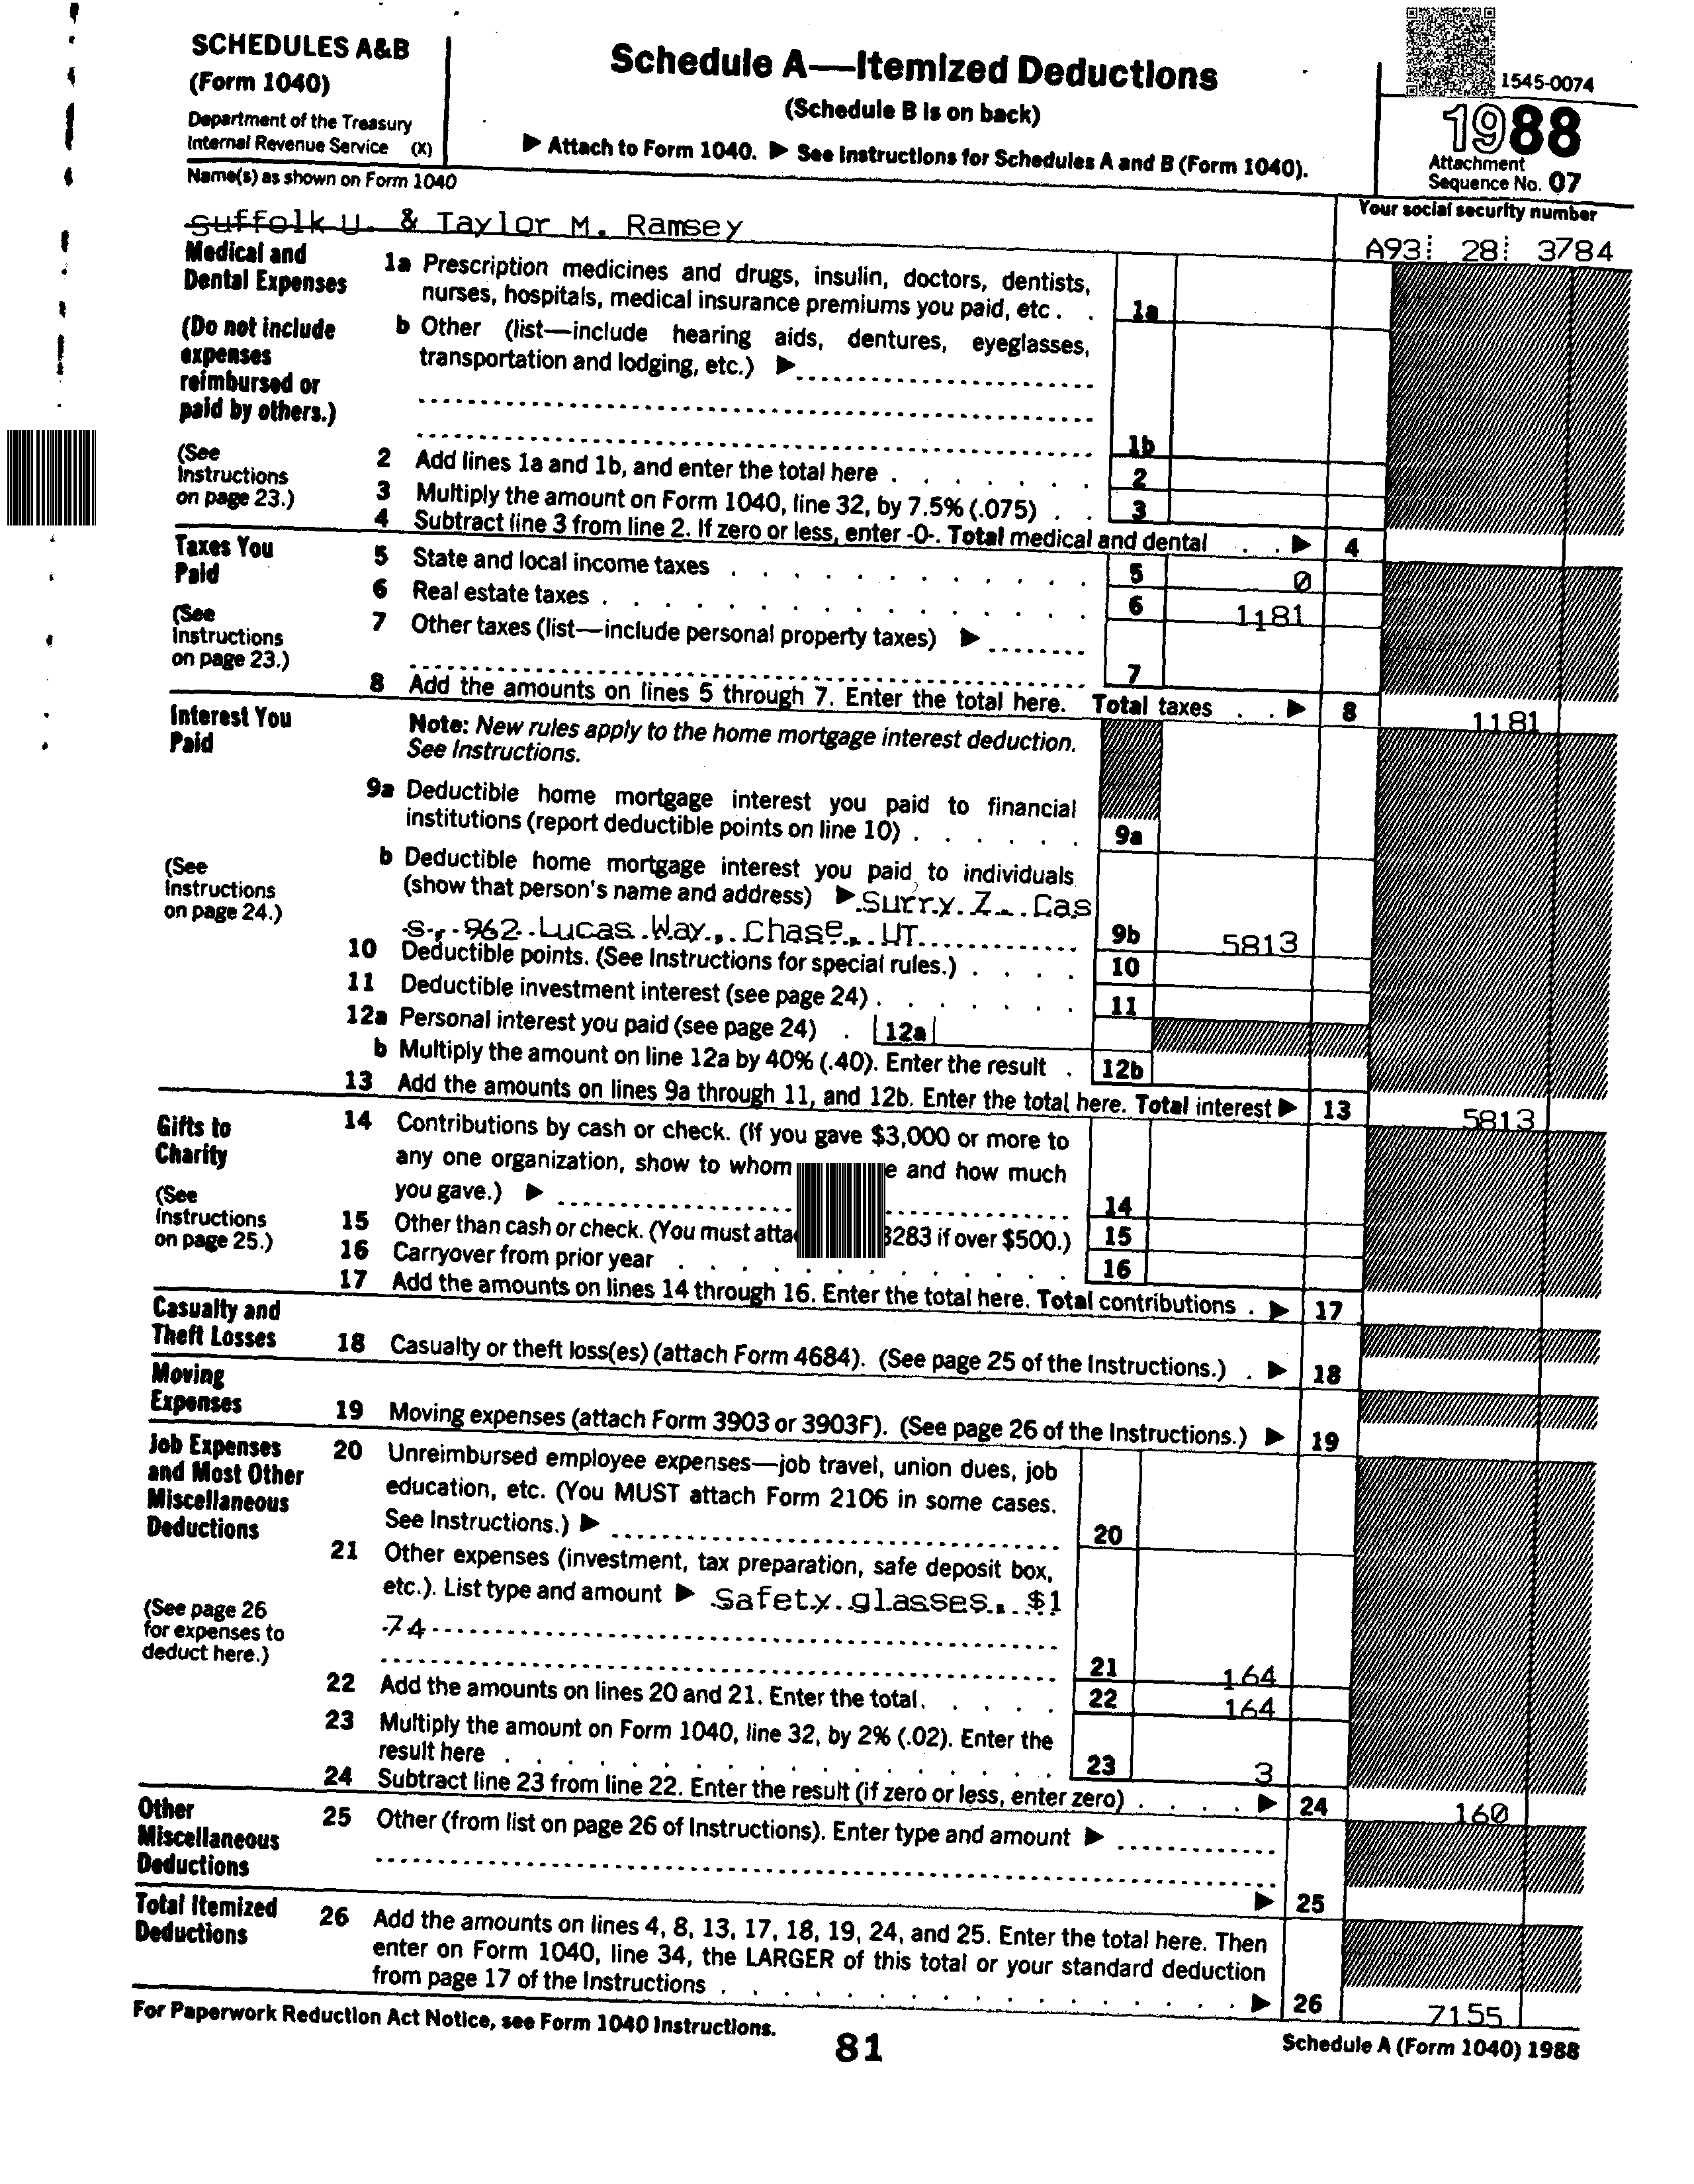 SCHEDULES A&B
(Form 1040)
Department of the Treasury
Internal Revenue Service (X)
Schedule A—Itemized Deductions
(Schedule B is on back)
▶ Attach to Form 1040. ▶ See Instructions for Schedules A and B (Form 1040).
1545-0074
1988
Attachment
Sequence No. 07
Name(s) as shown on Form 1040
Your social security number
Suffolk U. & Taylor M. Ramsey
A93 28 3784
Medical and
Dental Expenses
(Do not include
expenses
reimbursed or
paid by others.)
(See
Instructions
on page 23.)
1a Prescription medicines and drugs, insulin, doctors, dentists,
nurses, hospitals, medical insurance premiums you paid, etc . . 1a
b Other (list—include hearing aids, dentures, eyeglasses,
transportation and lodging, etc.) ▶
1b
2 Add lines 1a and 1b, and enter the total here . . . . . . . 2
3 Multiply the amount on Form 1040, line 32, by 7.5% (.075) . . 3
4 Subtract line 3 from line 2. If zero or less, enter -0-. Total medical and dental . . ▶ 4
Taxes You
Paid
(See
Instructions
on page 23.)
5 State and local income taxes . . . . . . . . . . . . 5 0
6 Real estate taxes . . . . . . . . . . . . . . . . 6 1181
7 Other taxes (list—include personal property taxes) ▶
7
8 Add the amounts on lines 5 through 7. Enter the total here. Total taxes . . ▶ 8 1181
Interest You
Paid
(See
Instructions
on page 24.)
Note: New rules apply to the home mortgage interest deduction.
See Instructions.
9a Deductible home mortgage interest you paid to financial
institutions (report deductible points on line 10) . . . . . . 9a
b Deductible home mortgage interest you paid to individuals
(show that person's name and address) ▶ Surry Z. Cas
s, 962 Lucas Way, Chase, UT 9b 5813
10 Deductible points. (See Instructions for special rules.) . . . . 10
11 Deductible investment interest (see page 24) . . . . . . . 11
12a Personal interest you paid (see page 24) . 12a
b Multiply the amount on line 12a by 40% (.40). Enter the result . 12b
13 Add the amounts on lines 9a through 11, and 12b. Enter the total here. Total interest ▶ 13 5813
Gifts to
Charity
(See
Instructions
on page 25.)
14 Contributions by cash or check. (If you gave $3,000 or more to
any one organization, show to whom e and how much
you gave.) ▶ 14
15 Other than cash or check. (You must atta 8283 if over $500.) 15
16 Carryover from prior year . . . . . . . . . . . . . 16
17 Add the amounts on lines 14 through 16. Enter the total here. Total contributions . ▶ 17
Casualty and
Theft Losses
18 Casualty or theft loss(es) (attach Form 4684). (See page 25 of the Instructions.) . ▶ 18
Moving
Expenses
19 Moving expenses (attach Form 3903 or 3903F). (See page 26 of the Instructions.) ▶ 19
Job Expenses
and Most Other
Miscellaneous
Deductions
(See page 26
for expenses to
deduct here.)
20 Unreimbursed employee expenses—job travel, union dues, job
education, etc. (You MUST attach Form 2106 in some cases.
See Instructions.) ▶ 20
21 Other expenses (investment, tax preparation, safe deposit box,
etc.). List type and amount ▶ Safety glasses, $1
74
21 164
22 Add the amounts on lines 20 and 21. Enter the total. . . . . 22 164
23 Multiply the amount on Form 1040, line 32, by 2% (.02). Enter the
result here . . . . . . . . . . . . . . . . . . 23 3
24 Subtract line 23 from line 22. Enter the result (if zero or less, enter zero) . . . . ▶ 24 160
Other
Miscellaneous
Deductions
25 Other (from list on page 26 of Instructions). Enter type and amount ▶
▶ 25
Total Itemized
Deductions
26 Add the amounts on lines 4, 8, 13, 17, 18, 19, 24, and 25. Enter the total here. Then
enter on Form 1040, line 34, the LARGER of this total or your standard deduction
from page 17 of the Instructions . . . . . . . . . . . . . . . . ▶ 26 7155
For Paperwork Reduction Act Notice, see Form 1040 Instructions.
81
Schedule A (Form 1040) 1988